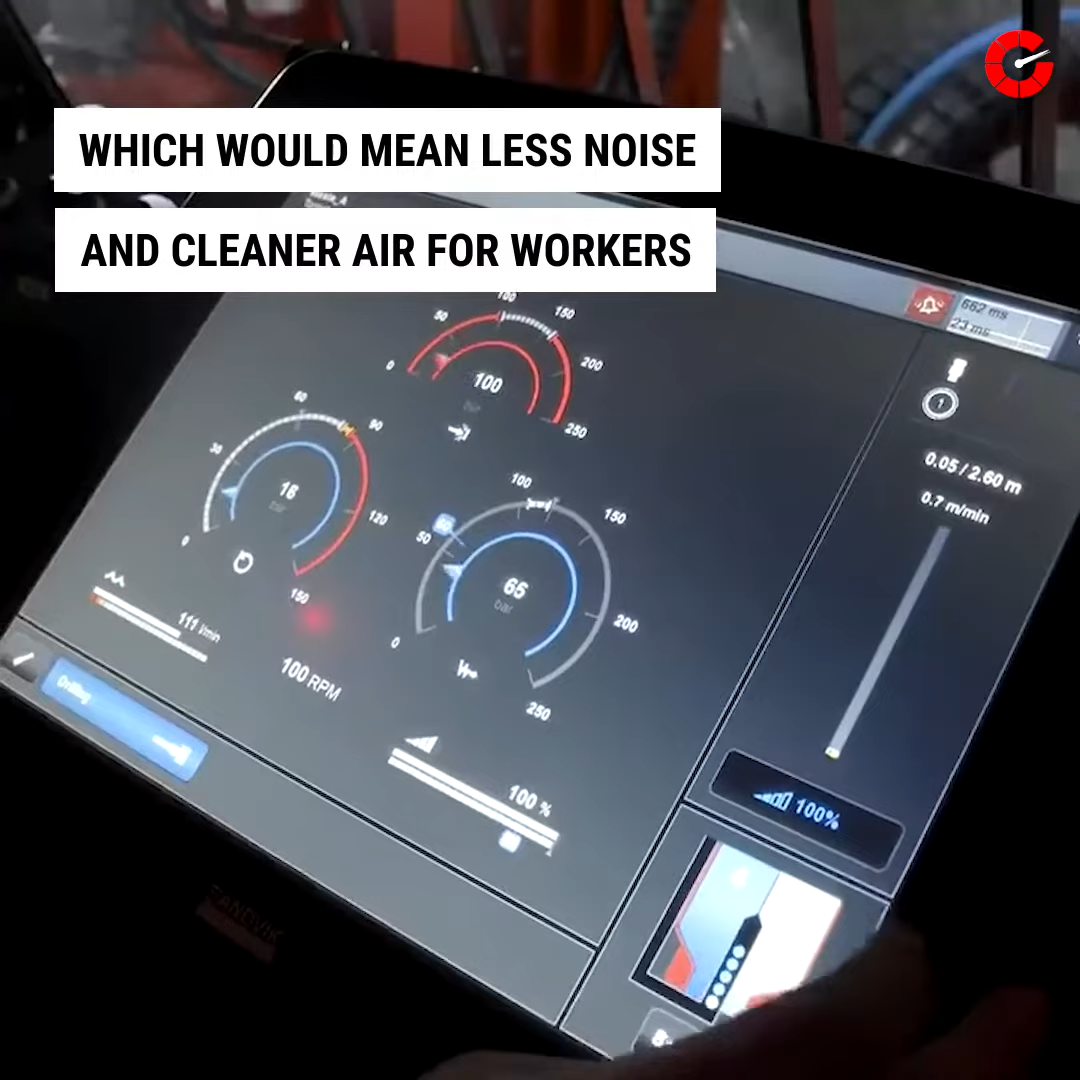 WHICH WOULD MEAN LESS NOISE
AND CLEANER AIR FOR WORKERS
662 ms
23 ms
100
50
150
0
200
100
250
1
0.05 / 2.60 m
0.7 m/min
60
30
90
16
bar
120
0
150
100
50
150
65
bar
200
0
250
111 l/min
100 RPM
Drilling
100 %
100%
SANDVIK